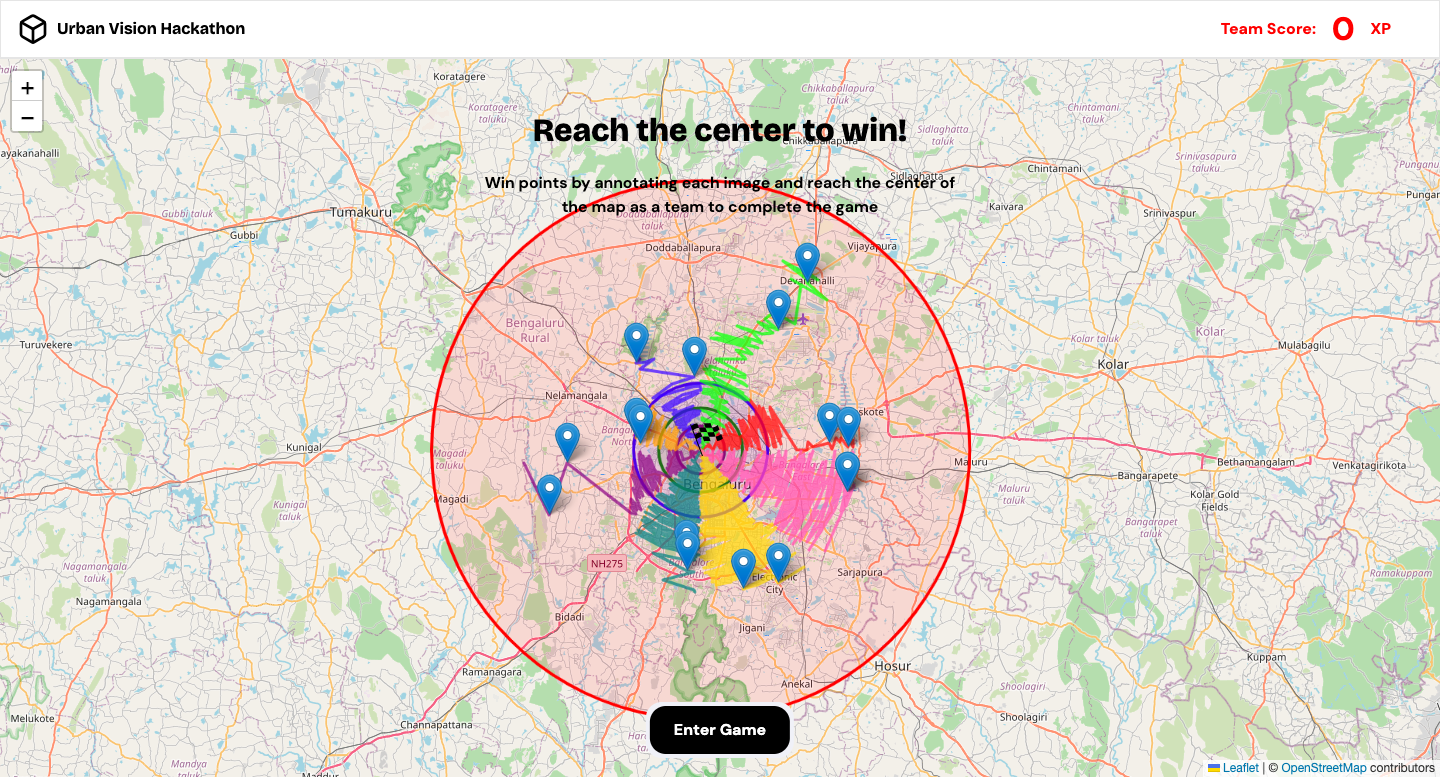 Urban Vision Hackathon
Team Score: 0 XP
+
−
Reach the center to win!
Win points by annotating each image and reach the center of
the map as a team to complete the game
Koratagere
Koratagere
taluku
Chikkaballapura
taluk
Chikkaballapura
Sidlaghatta
taluk
Sidlaghatta
Chintamani
taluk
Chintamani
Srinivasapura
taluk
ayakanahalli
Tumakuru
Gubbi taluk
Gubbi
Kaivara
Srinivaspur
Doddaballapura
taluk
Doddaballapura
Vijayapura
Devanahalli
Bengaluru
Rural
Turuvekere
Kolar
Kolar taluk
Kolar
Mulabagilu
Nelamangala
skote
Kunigal
Magadi
taluk
Magadi
Kunigal
taluk
Bengaluru
Maluru
Maluru
taluk
Bangarapete
Bethamangala
Venkatagirikota
Kolar Gold
Fields
Bangarapet
taluk
NH275
Nagamangala
taluk
Nagamangala
Electronic
City
Sarjapura
Ramakuppam
Bidadi
Jigani
Ramanagara
Anekal
Hosur
Kuppam
Shoolagiri
Shoolagiri
Melukote
Channapattana
Mandya
taluk
Maddur
Enter Game
Leaflet | © OpenStreetMap contributors